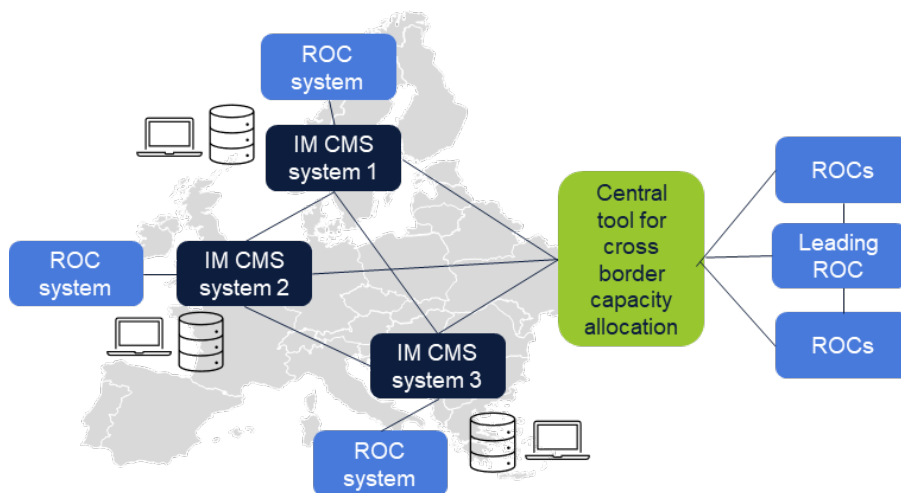 ROC
system
IM CMS
system 1
ROC
system
IM CMS
system 2
IM CMS
system 3
ROC
system
Central
tool for
cross
border
capacity
allocation
ROCs
Leading
ROC
ROCs